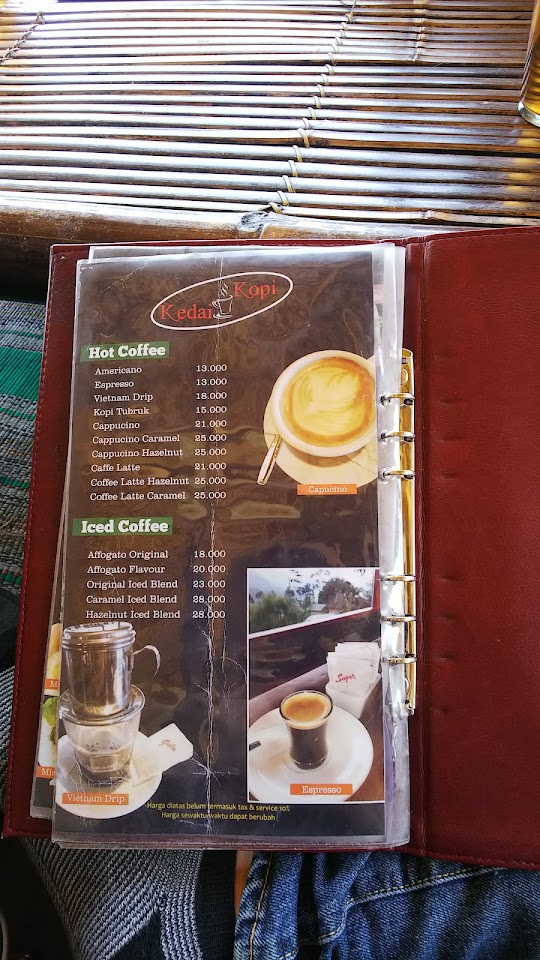 Kedai Kopi
Hot Coffee
Americano 13.000
Espresso 13.000
Vietnam Drip 18.000
Kopi Tubruk 15.000
Cappucino 21.000
Cappucino Caramel 25.000
Cappucino Hazelnut 25.000
Caffe Latte 21.000
Coffee Latte Hazelnut 25.000
Coffee Latte Caramel 25.000
Capucino
Iced Coffee
Affogato Original 18.000
Affogato Flavour 20.000
Original Iced Blend 23.000
Caramel Iced Blend 28.000
Hazelnut Iced Blend 28.000
Sugar
Espresso
Vietnam Drip
Harga diatas belum termasuk tax & service 10%
Harga sewaktu waktu dapat berubah